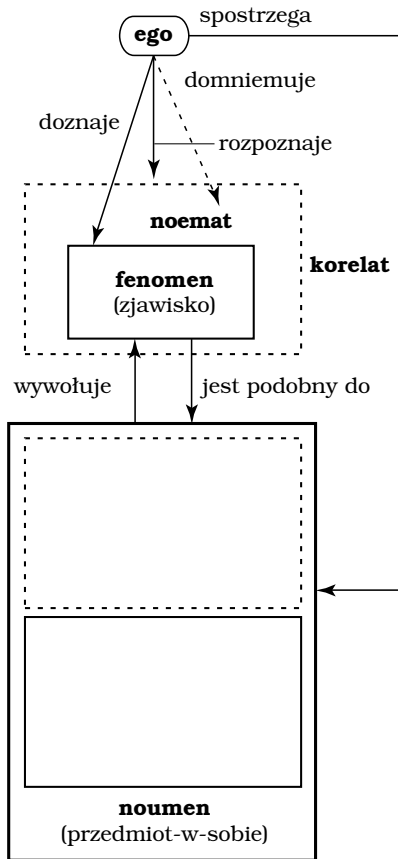 spostrzega
ego
domniemuje
doznaje
rozpoznaje
noemat
korelat
fenomen
(zjawisko)
wywołuje
jest podobny do
noumen
(przedmiot-w-sobie)